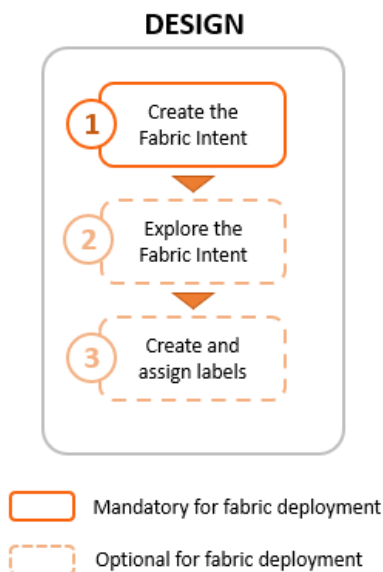 DESIGN
1
Create the
Fabric Intent
2
Explore the
Fabric Intent
3
Create and
assign labels
Mandatory for fabric deployment
Optional for fabric deployment